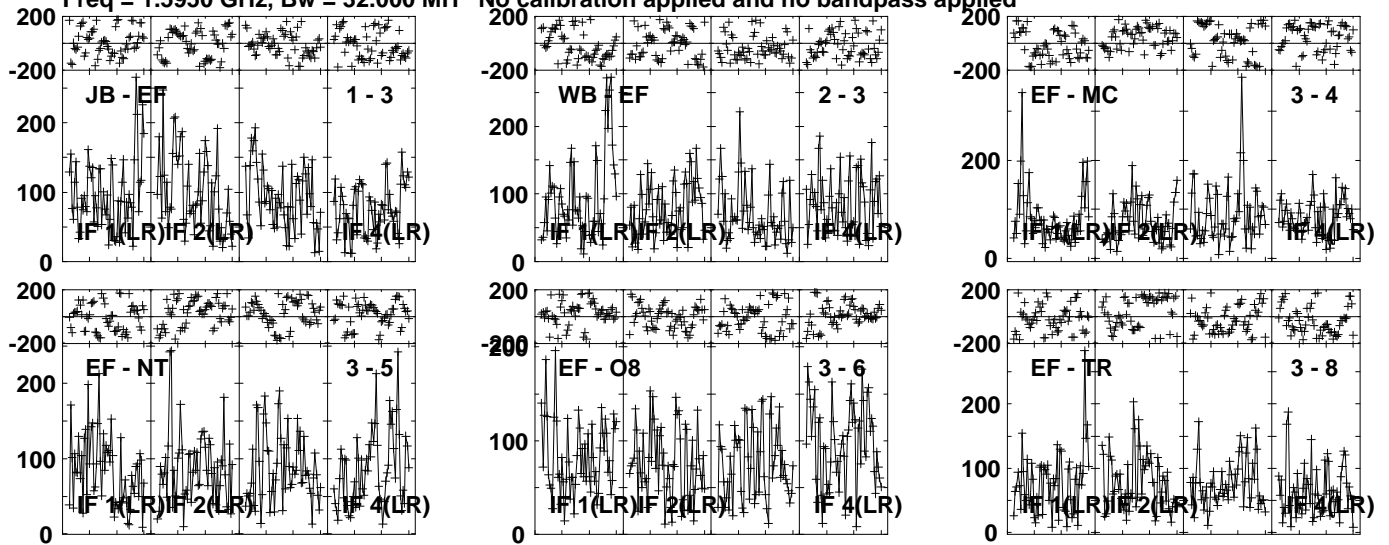 Freq = 1.5950 GHz, Bw = 32.000 MH No calibration applied and no bandpass applied
200
-200
JB - EF 1 - 3
200
100
0
IF 1(LR) IF 2(LR) IF 4(LR)
200
-200
WB - EF 2 - 3
200
100
0
IF 1(LR) IF 2(LR) IF 4(LR)
200
-200
EF - MC 3 - 4
200
0
IF 1(LR) IF 2(LR) IF 4(LR)
200
-200
EF - NT 3 - 5
200
100
0
IF 1(LR) IF 2(LR) IF 4(LR)
200
-200
200
EF - O8 3 - 6
100
0
IF 1(LR) IF 2(LR) IF 4(LR)
200
-200
EF - TR 3 - 8
200
100
0
IF 1(LR) IF 2(LR) IF 4(LR)